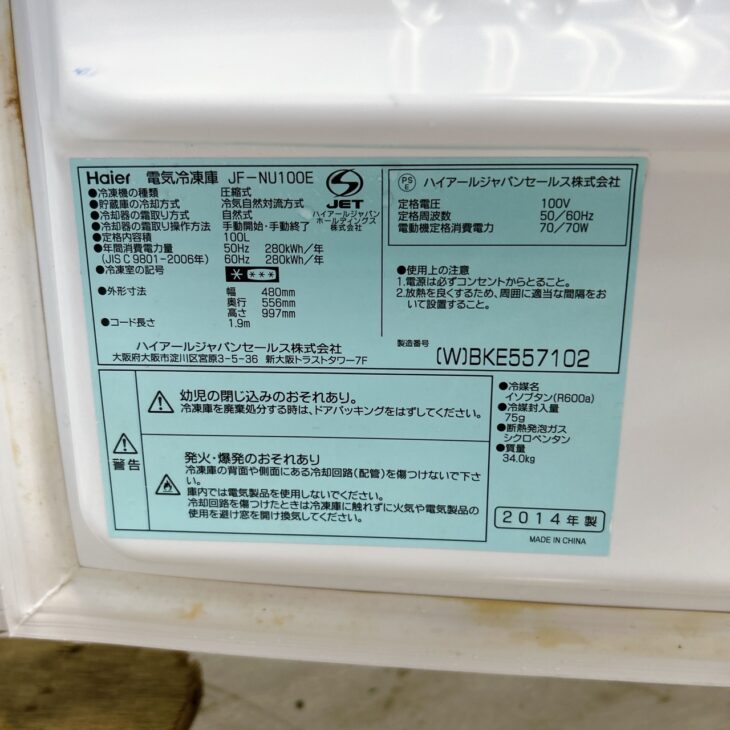 Haier 電気冷凍庫 JF-NU100E
●冷凍機の種類 圧縮式
●貯蔵庫の冷却方式 冷気自然対流方式
●冷却器の霜取り方式 自然式
●冷却器の霜取り操作方法 手動開始・手動終了
●定格内容積 100L
●年間消費電力量 50Hz 280kWh/年
(JIS C 9801-2006年) 60Hz 280kWh/年
●冷凍室の記号
●外形寸法 幅 480mm
奥行 556mm
高さ 997mm
●コード長さ 1.9m
S
JET
ハイアールジャパン
ホールディングス
株式会社
ハイアールジャパンセールス株式会社
大阪府大阪市淀川区宮原3-5-36 新大阪トラストタワー7F
PS
E
ハイアールジャパンセールス株式会社
定格電圧 100V
定格周波数 50/60Hz
電動機定格消費電力 70/70W
●使用上の注意
1.電源は必ずコンセントからとること。
2.放熱を良くするため、周囲に適当な間隔をお
いて設置すること。
製造番号
(W)BKE557102
警告
幼児の閉じ込みのおそれあり。
冷凍庫を廃棄処分する時は、ドアパッキングをはずしてください。
発火・爆発のおそれあり
冷凍庫の背面や側面にある冷却回路(配管)を傷つけないで下さ
い。
庫内では電気製品を使用しないでください。
冷却回路を傷つけたときは冷凍庫に触れずに火気や電気製品の
使用を避け窓を開け換気してください。
●冷媒名
イソブタン(R600a)
●冷媒封入量
75g
●断熱発泡ガス
シクロペンタン
●質量
34.0kg
2014年製
MADE IN CHINA